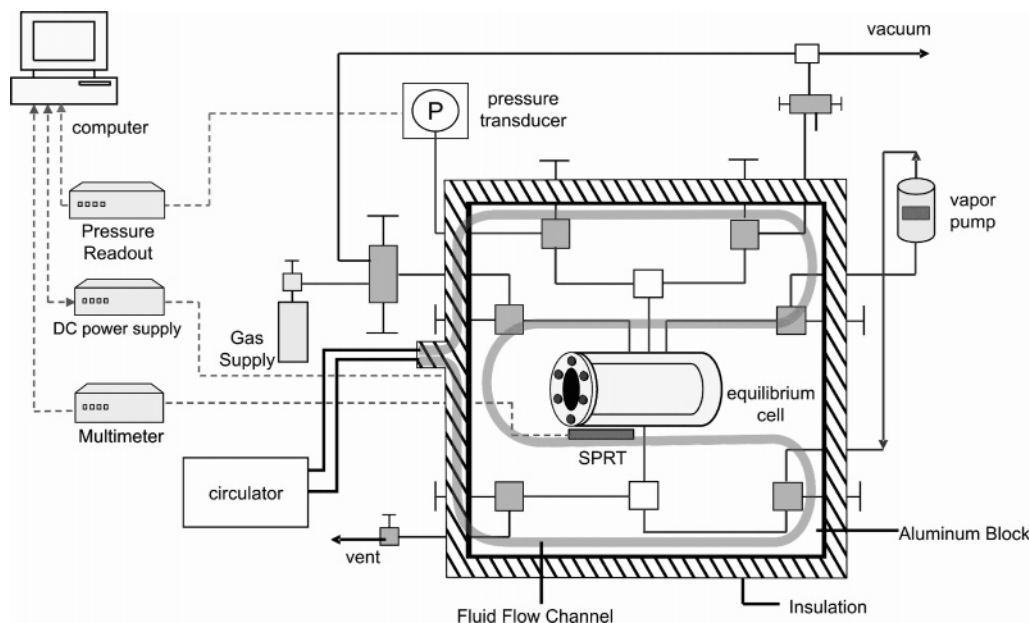 vacuum
computer
P
pressure
transducer
Pressure
Readout
vapor
pump
DC power supply
Gas
Supply
equilibrium
cell
Multimeter
SPRT
circulator
vent
Aluminum Block
Fluid Flow Channel
Insulation